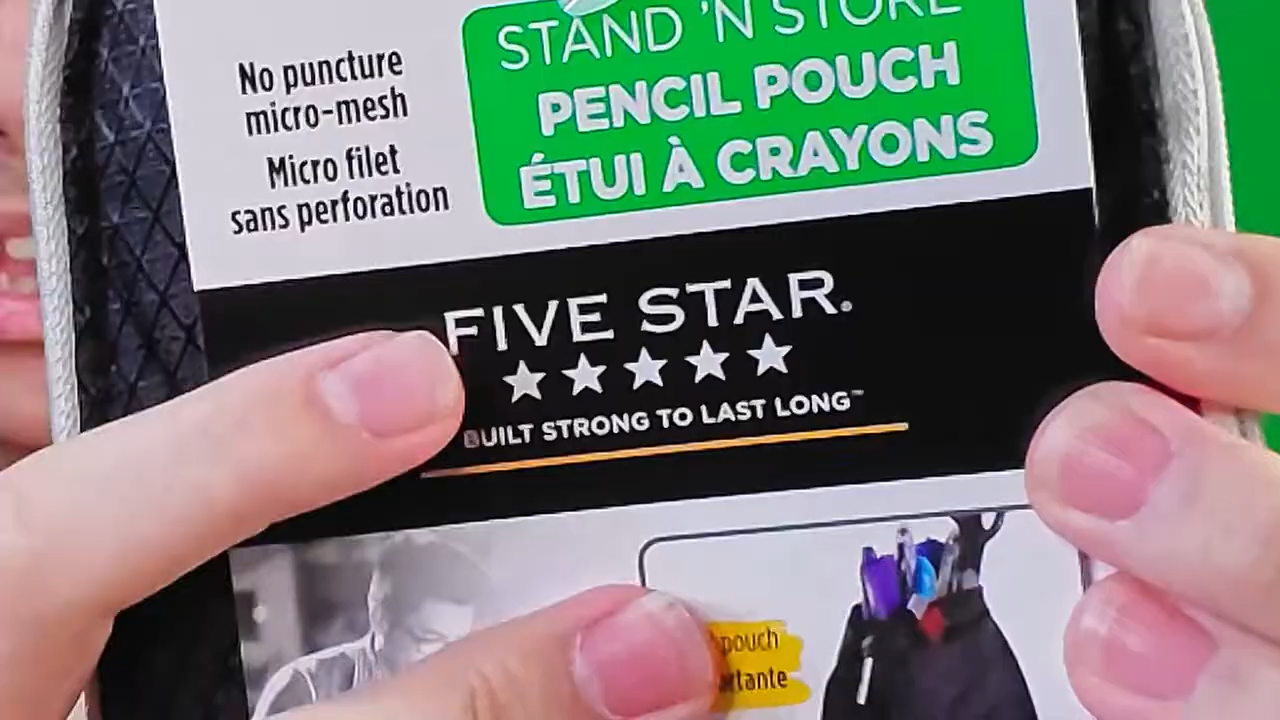 STAND 'N STORE
PENCIL POUCH
ÉTUI À CRAYONS
No puncture
micro-mesh
Micro filet
sans perforation
FIVE STAR®
BUILT STRONG TO LAST LONG™
pouch